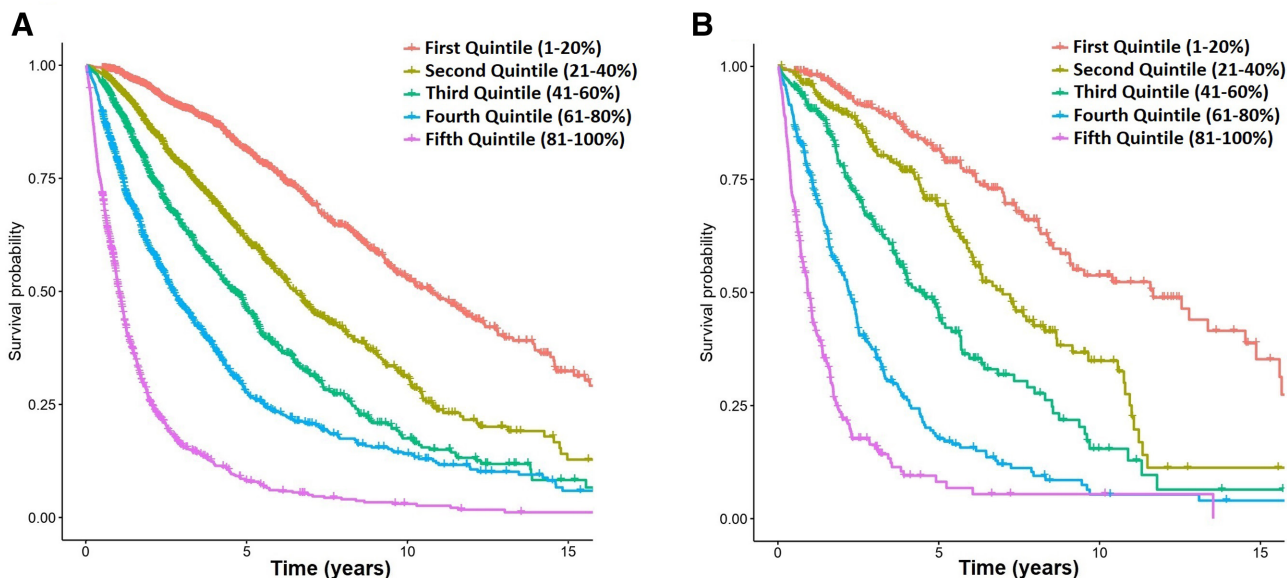 A
First Quintile (1-20%)
Second Quintile (21-40%)
Third Quintile (41-60%)
Fourth Quintile (61-80%)
Fifth Quintile (81-100%)
Survival probability
1.00
0.75
0.50
0.25
0.00
0
5
10
15
Time (years)
B
First Quintile (1-20%)
Second Quintile (21-40%)
Third Quintile (41-60%)
Fourth Quintile (61-80%)
Fifth Quintile (81-100%)
Survival probability
1.00
0.75
0.50
0.25
0.00
0
5
10
15
Time (years)